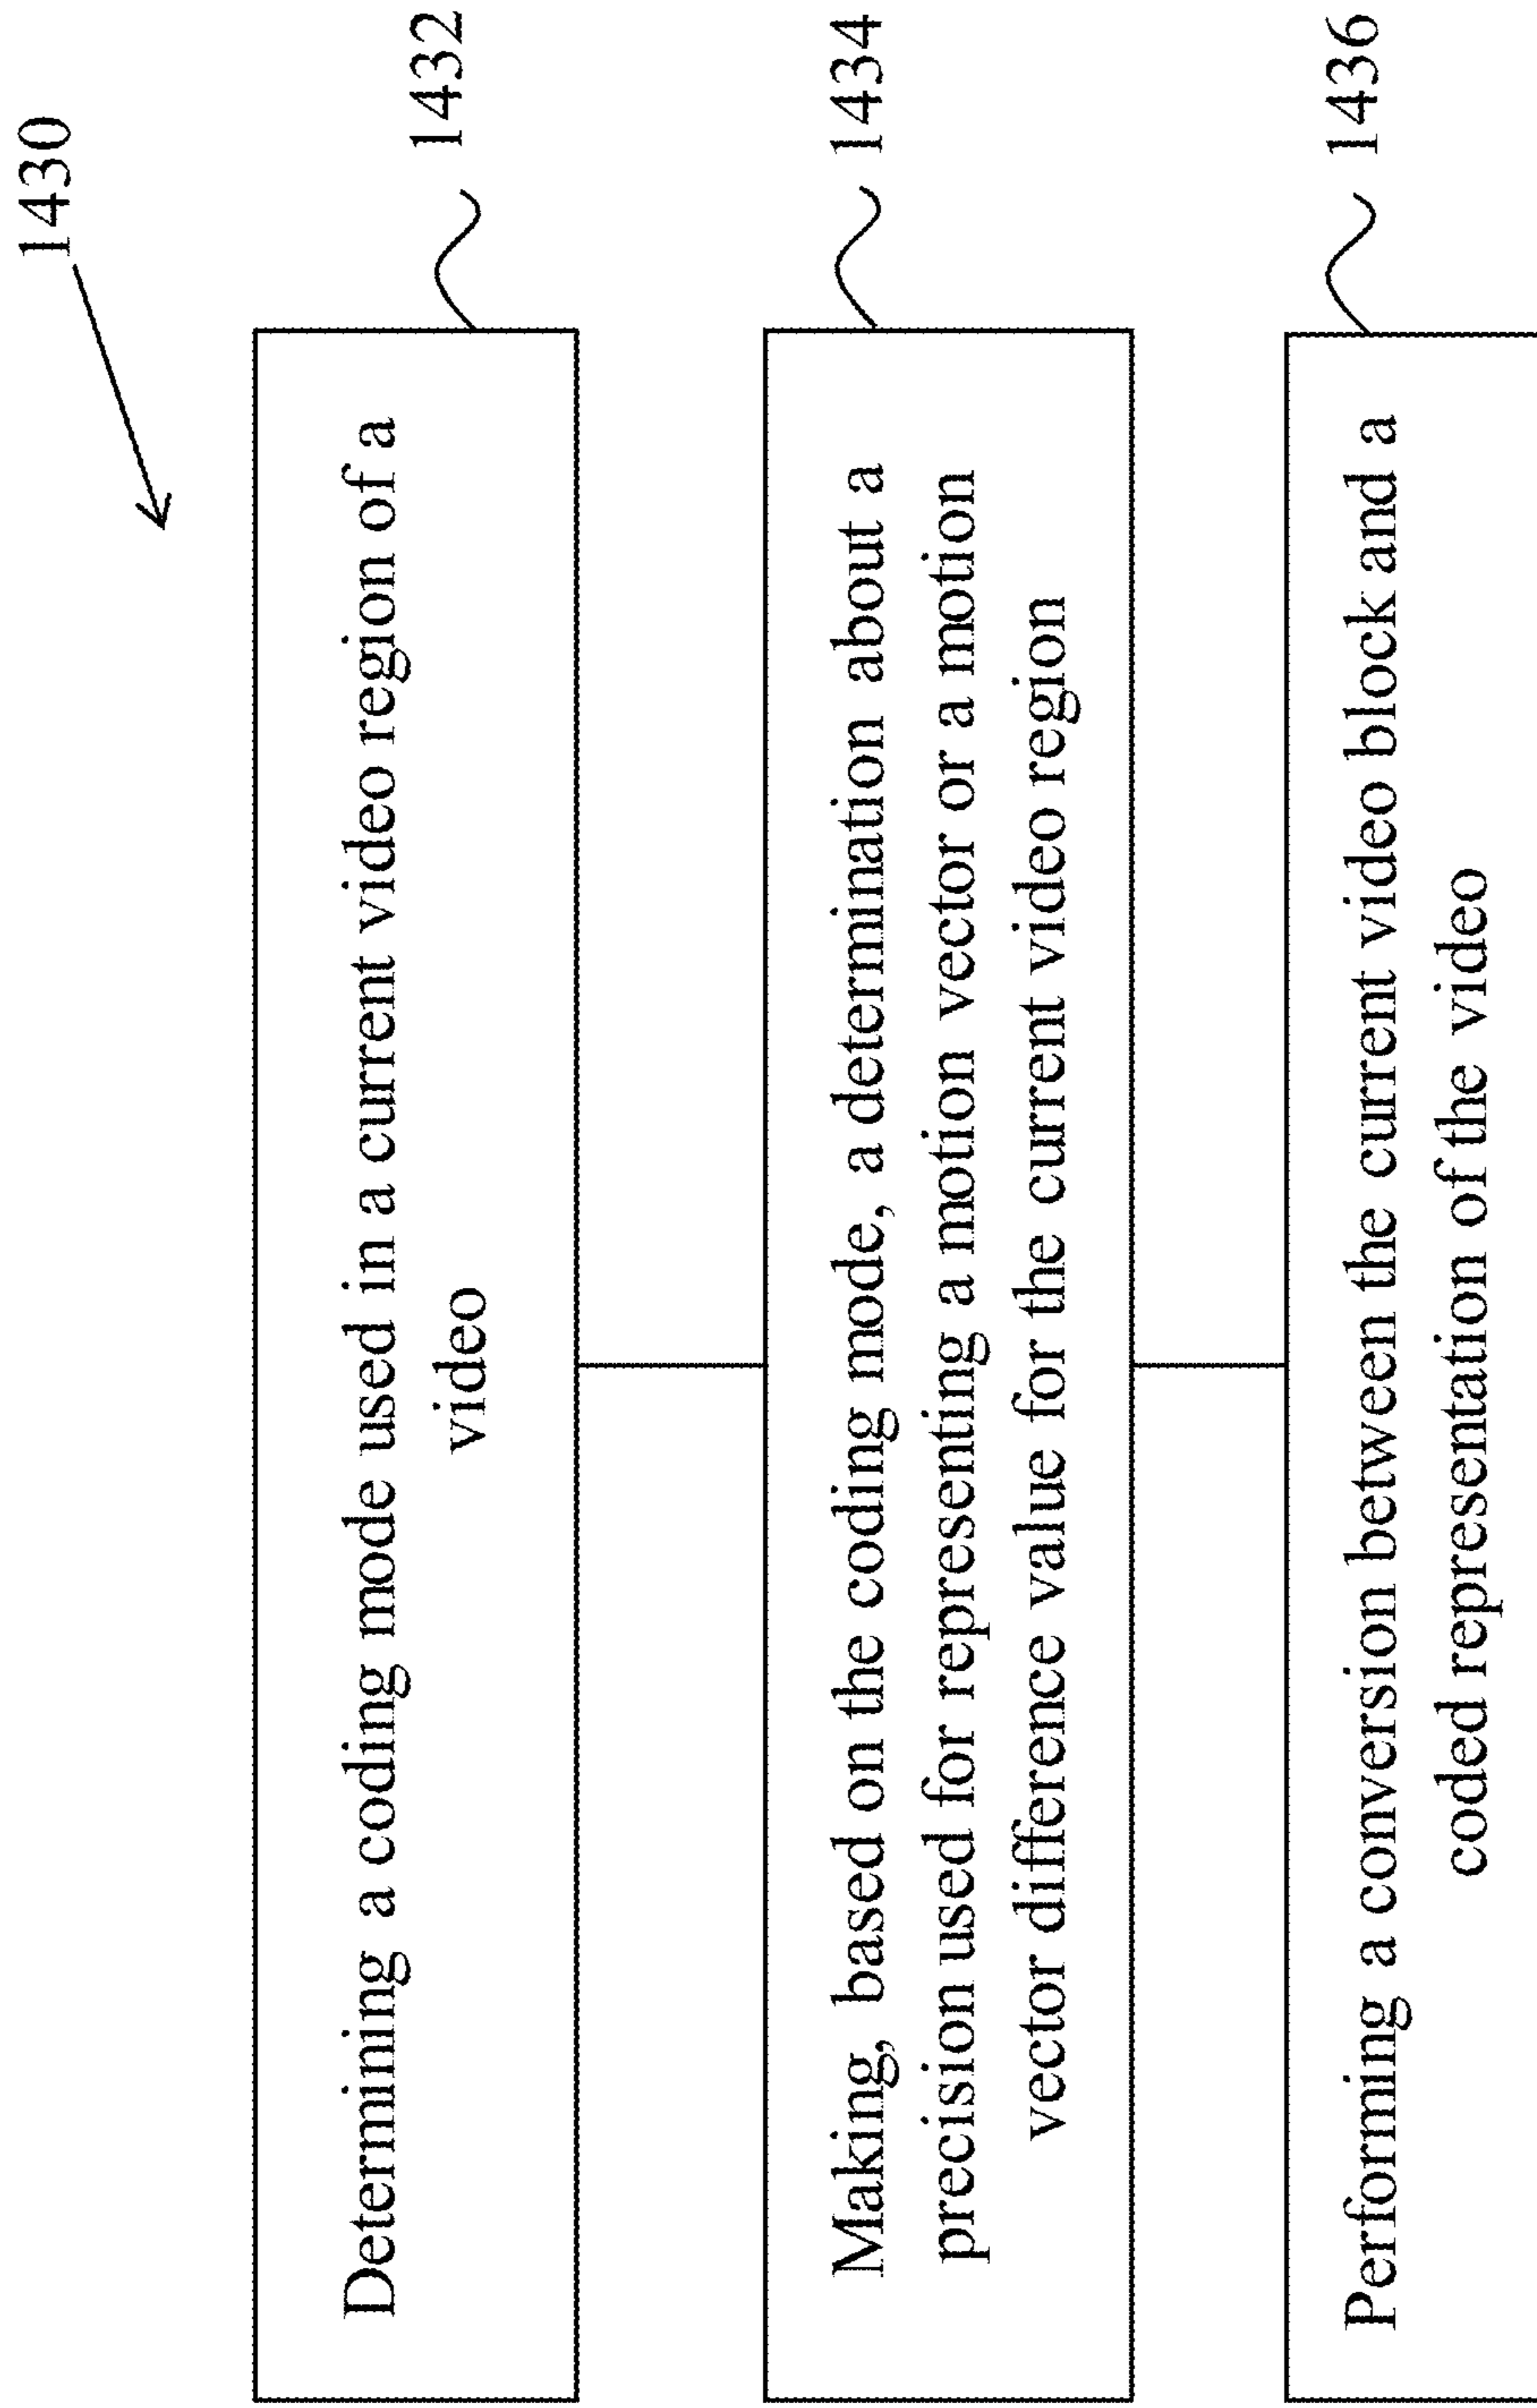 1430
Determining a coding mode used in a current video region of a
video
1432
Making, based on the coding mode, a determination about a
precision used for representing a motion vector or a motion
vector difference value for the current video region
1434
Performing a conversion between the current video block and a
coded representation of the video
1436